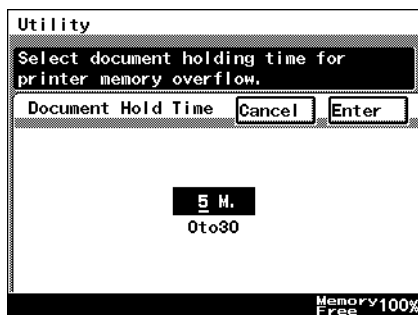 Utility
Select document holding time for
printer memory overflow.
Document Hold Time Cancel Enter
5 M.
0to30
Memory
Free 100%